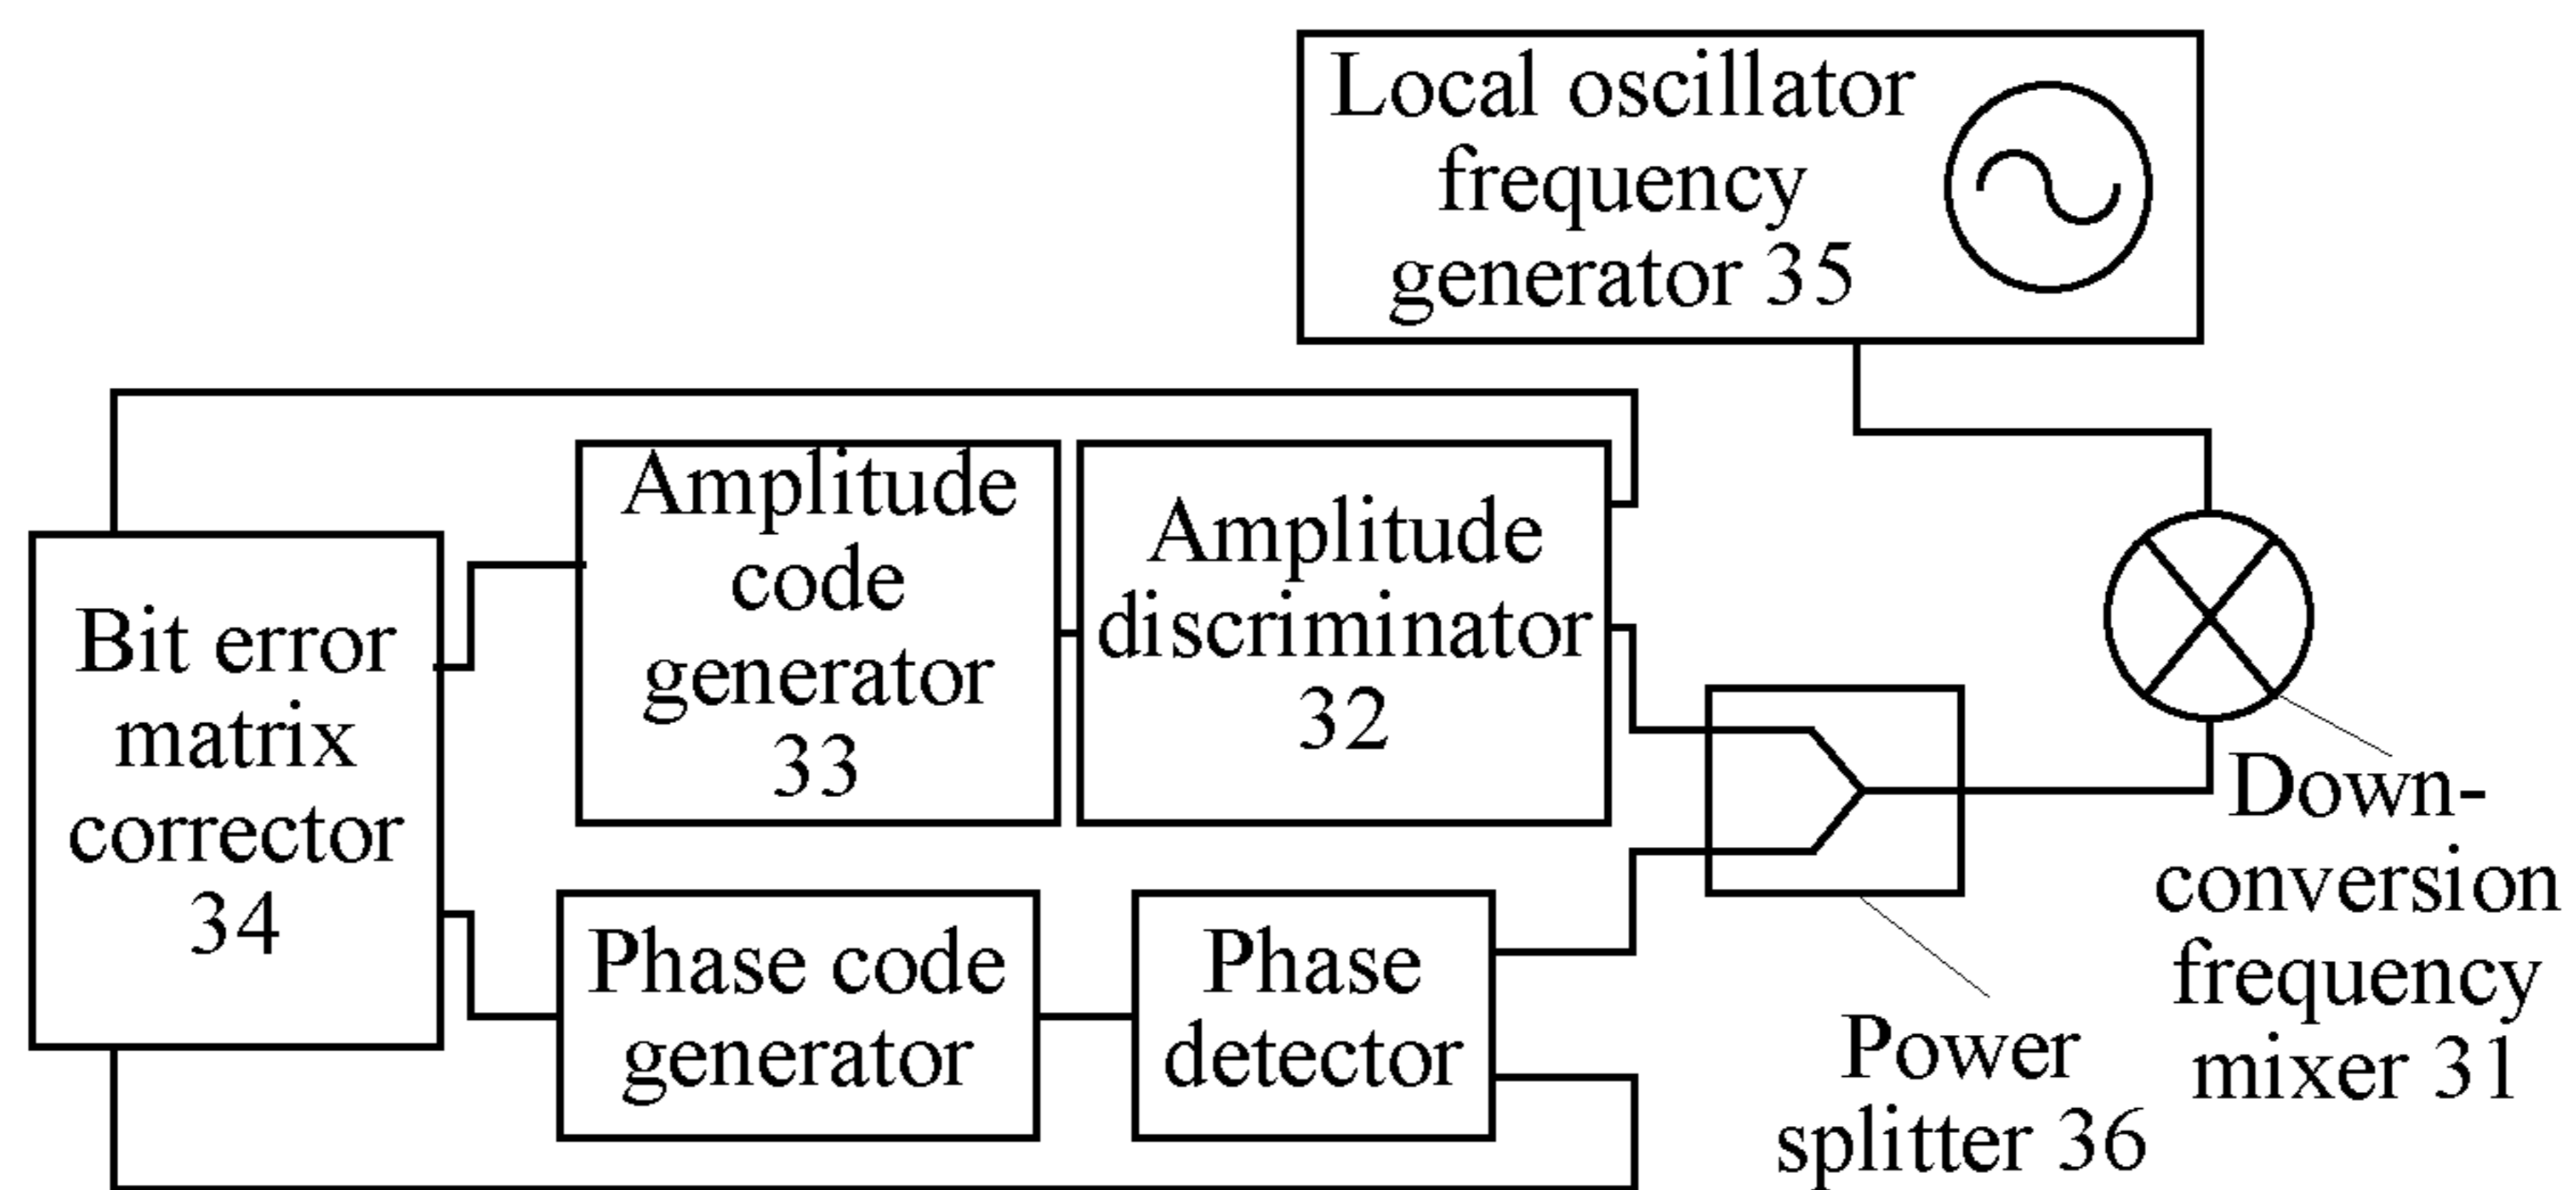 Local oscillator
frequency
generator 35
Amplitude
code
generator
33
Amplitude
discriminator
32
Bit error
matrix
corrector
34
Phase code
generator
Phase
detector
Power
splitter 36
Down-
conversion
frequency
mixer 31